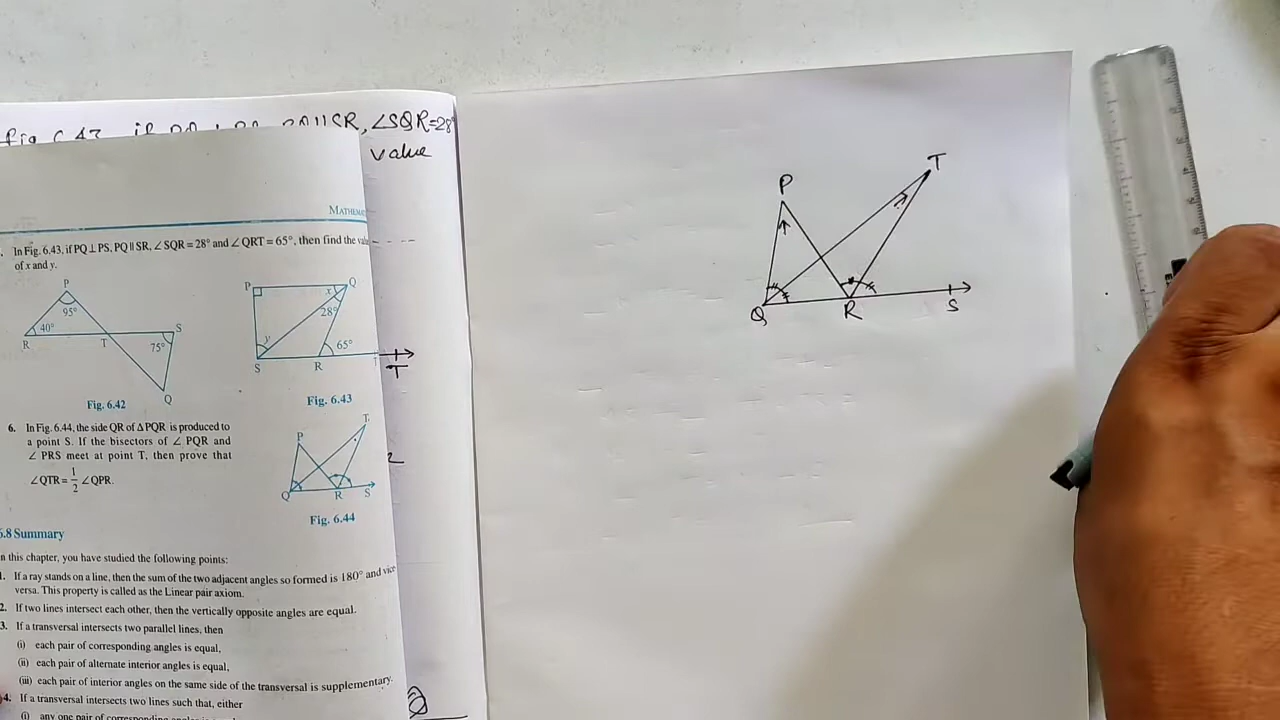 SR, ∠SQR=28°
value
MATHEMA
In Fig. 6.43, if PQ ⊥ PS, PQ || SR, ∠ SQR = 28° and ∠ QRT = 65°, then find the
of x and y.
P
95°
40°
R
T
S
75°
Q
Fig. 6.42
P
Q
x
28°
y
65°
S
R
T
Fig. 6.43
6. In Fig. 6.44, the side QR of Δ PQR is produced to
a point S. If the bisectors of ∠ PQR and
∠ PRS meet at point T, then prove that
∠QTR = 1/2 ∠QPR.
T
P
Q
R
S
Fig. 6.44
6.8 Summary
n this chapter, you have studied the following points:
1. If a ray stands on a line, then the sum of the two adjacent angles so formed is 180° and vice
versa. This property is called as the Linear pair axiom.
2. If two lines intersect each other, then the vertically opposite angles are equal.
3. If a transversal intersects two parallel lines, then
(i) each pair of corresponding angles is equal,
(ii) each pair of alternate interior angles is equal,
(iii) each pair of interior angles on the same side of the transversal is supplementary.
4. If a transversal intersects two lines such that, either
(i) any one pair of corresponding
P
T
Q
R
S